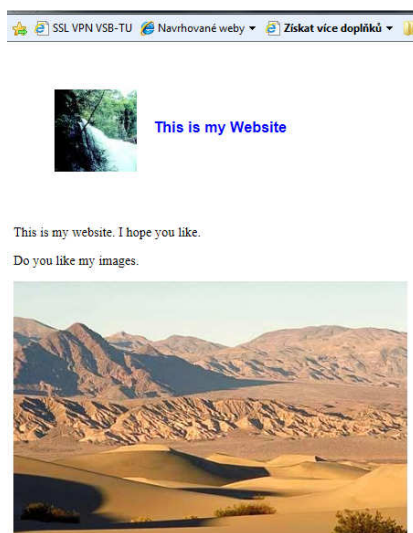 SSL VPN VSB-TU Navrhované weby Získat více doplňků
This is my Website
This is my website. I hope you like.
Do you like my images.